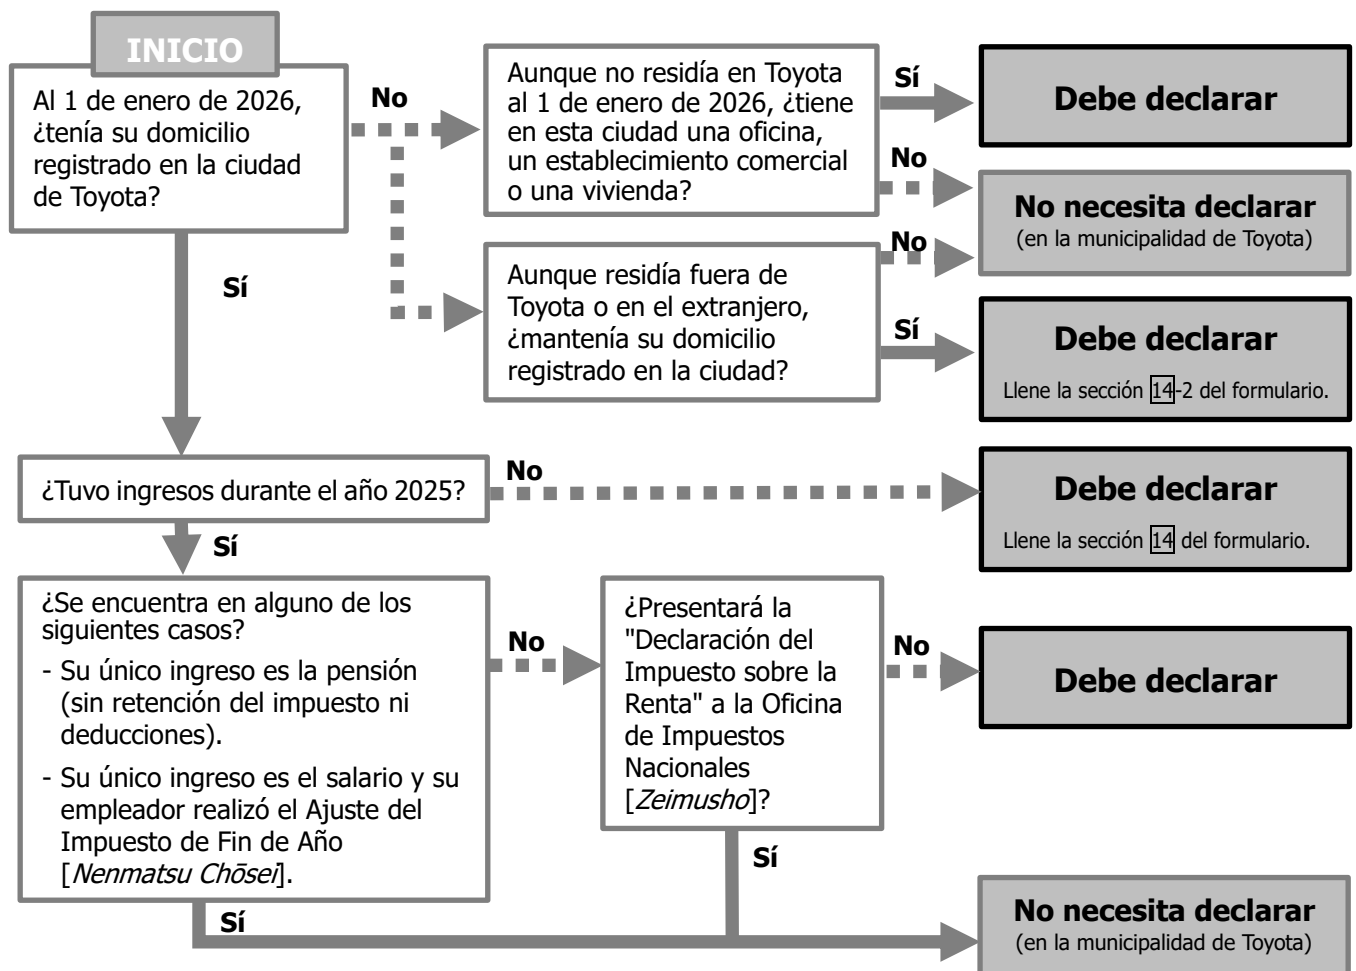 INICIO
Al 1 de enero de 2026,
¿tenía su domicilio
registrado en la ciudad
de Toyota?
No
Sí
Aunque no residía en Toyota
al 1 de enero de 2026, ¿tiene
en esta ciudad una oficina,
un establecimiento comercial
o una vivienda?
Sí
Debe declarar
No
No necesita declarar
(en la municipalidad de Toyota)
No
Aunque residía fuera de
Toyota o en el extranjero,
¿mantenía su domicilio
registrado en la ciudad?
Sí
Debe declarar
Llene la sección 14-2 del formulario.
¿Tuvo ingresos durante el año 2025?
No
Debe declarar
Llene la sección 14 del formulario.
Sí
¿Se encuentra en alguno de los
siguientes casos?
- Su único ingreso es la pensión
(sin retención del impuesto ni
deducciones).
- Su único ingreso es el salario y su
empleador realizó el Ajuste del
Impuesto de Fin de Año
[Nenmatsu Chōsei].
No
¿Presentará la
"Declaración del
Impuesto sobre la
Renta" a la Oficina
de Impuestos
Nacionales
[Zeimusho]?
No
Debe declarar
Sí
Sí
No necesita declarar
(en la municipalidad de Toyota)